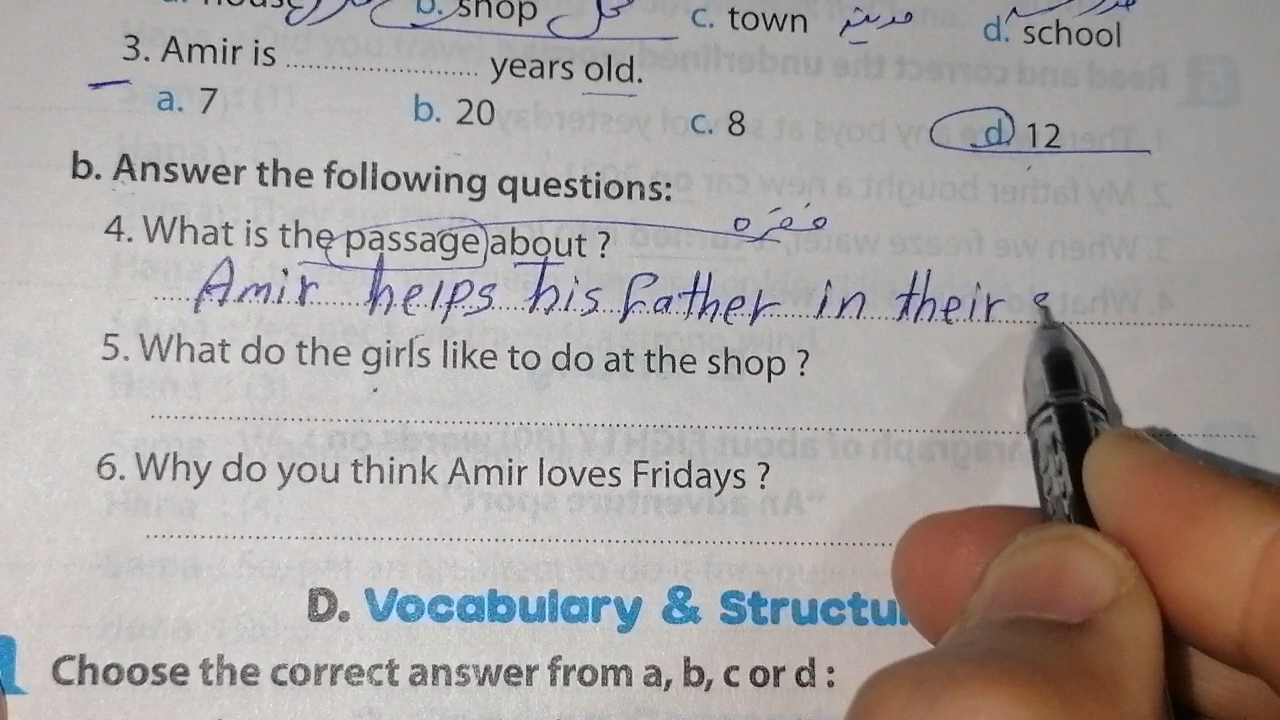 b. shop c. town مدينة d. school
3. Amir is .................... years old.
a. 7 b. 20 c. 8 d. 12
b. Answer the following questions:
4. What is the passage about ? فقره
Amir helps his father in their s
5. What do the girls like to do at the shop ?
6. Why do you think Amir loves Fridays ?
D. Vocabulary & Structu
Choose the correct answer from a, b, c or d :